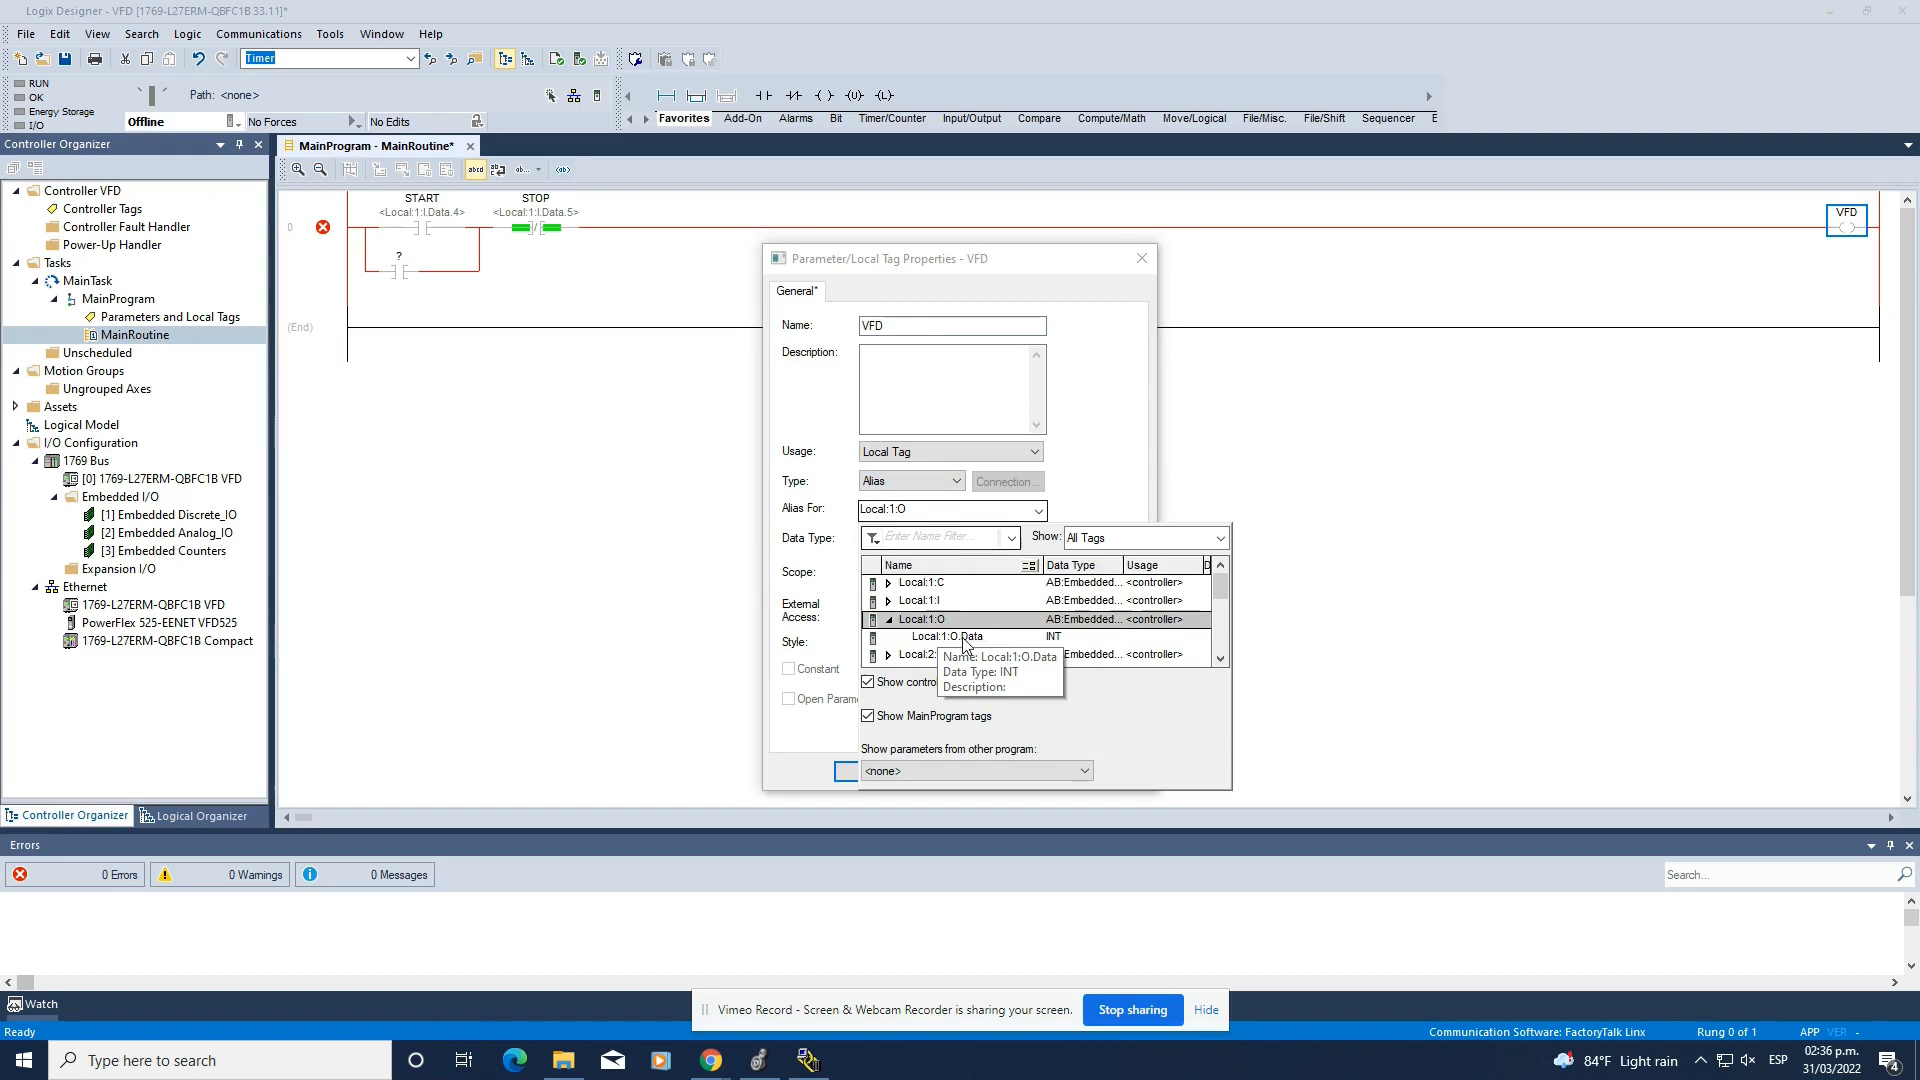 Logix Designer - VFD [1769-L27ERM-QBFC1B 33.11]*
File Edit View Search Logic Communications Tools Window Help
Timer
RUN
OK
Energy Storage
I/O
Path: <none>
Offline No Forces No Edits
Favorites Add-On Alarms Bit Timer/Counter Input/Output Compare Compute/Math Move/Logical File/Misc. File/Shift Sequencer E
Controller Organizer
MainProgram - MainRoutine*
Controller VFD
Controller Tags
Controller Fault Handler
Power-Up Handler
Tasks
MainTask
MainProgram
Parameters and Local Tags
MainRoutine
Unscheduled
Motion Groups
Ungrouped Axes
Assets
Logical Model
I/O Configuration
1769 Bus
[0] 1769-L27ERM-QBFC1B VFD
Embedded I/O
[1] Embedded Discrete_IO
[2] Embedded Analog_IO
[3] Embedded Counters
Expansion I/O
Ethernet
1769-L27ERM-QBFC1B VFD
PowerFlex 525-EENET VFD525
1769-L27ERM-QBFC1B Compact
Controller Organizer Logical Organizer
START
<Local:1:I.Data.4>
STOP
<Local:1:I.Data.5>
VFD
0
?
(End)
Parameter/Local Tag Properties - VFD
General*
Name: VFD
Description:
Usage: Local Tag
Type: Alias Connection...
Alias For: Local:1:O
Data Type: Enter Name Filter... Show: All Tags
Scope:
External
Access:
Style:
Constant
Open Param
Name Data Type Usage D
Local:1:C AB:Embedded... <controller>
Local:1:I AB:Embedded... <controller>
Local:1:O AB:Embedded... <controller>
Local:1:O.Data INT
Local:2: Embedded... <controller>
Name: Local:1:O.Data
Data Type: INT
Description:
Show contro
Show MainProgram tags
Show parameters from other program:
<none>
Errors
0 Errors 0 Warnings 0 Messages
Search...
Watch
Vimeo Record - Screen & Webcam Recorder is sharing your screen. Stop sharing Hide
Ready
Communication Software: FactoryTalk Linx Rung 0 of 1 APP VER -
Type here to search
84°F Light rain
ESP
02:36 p.m.
31/03/2022
4